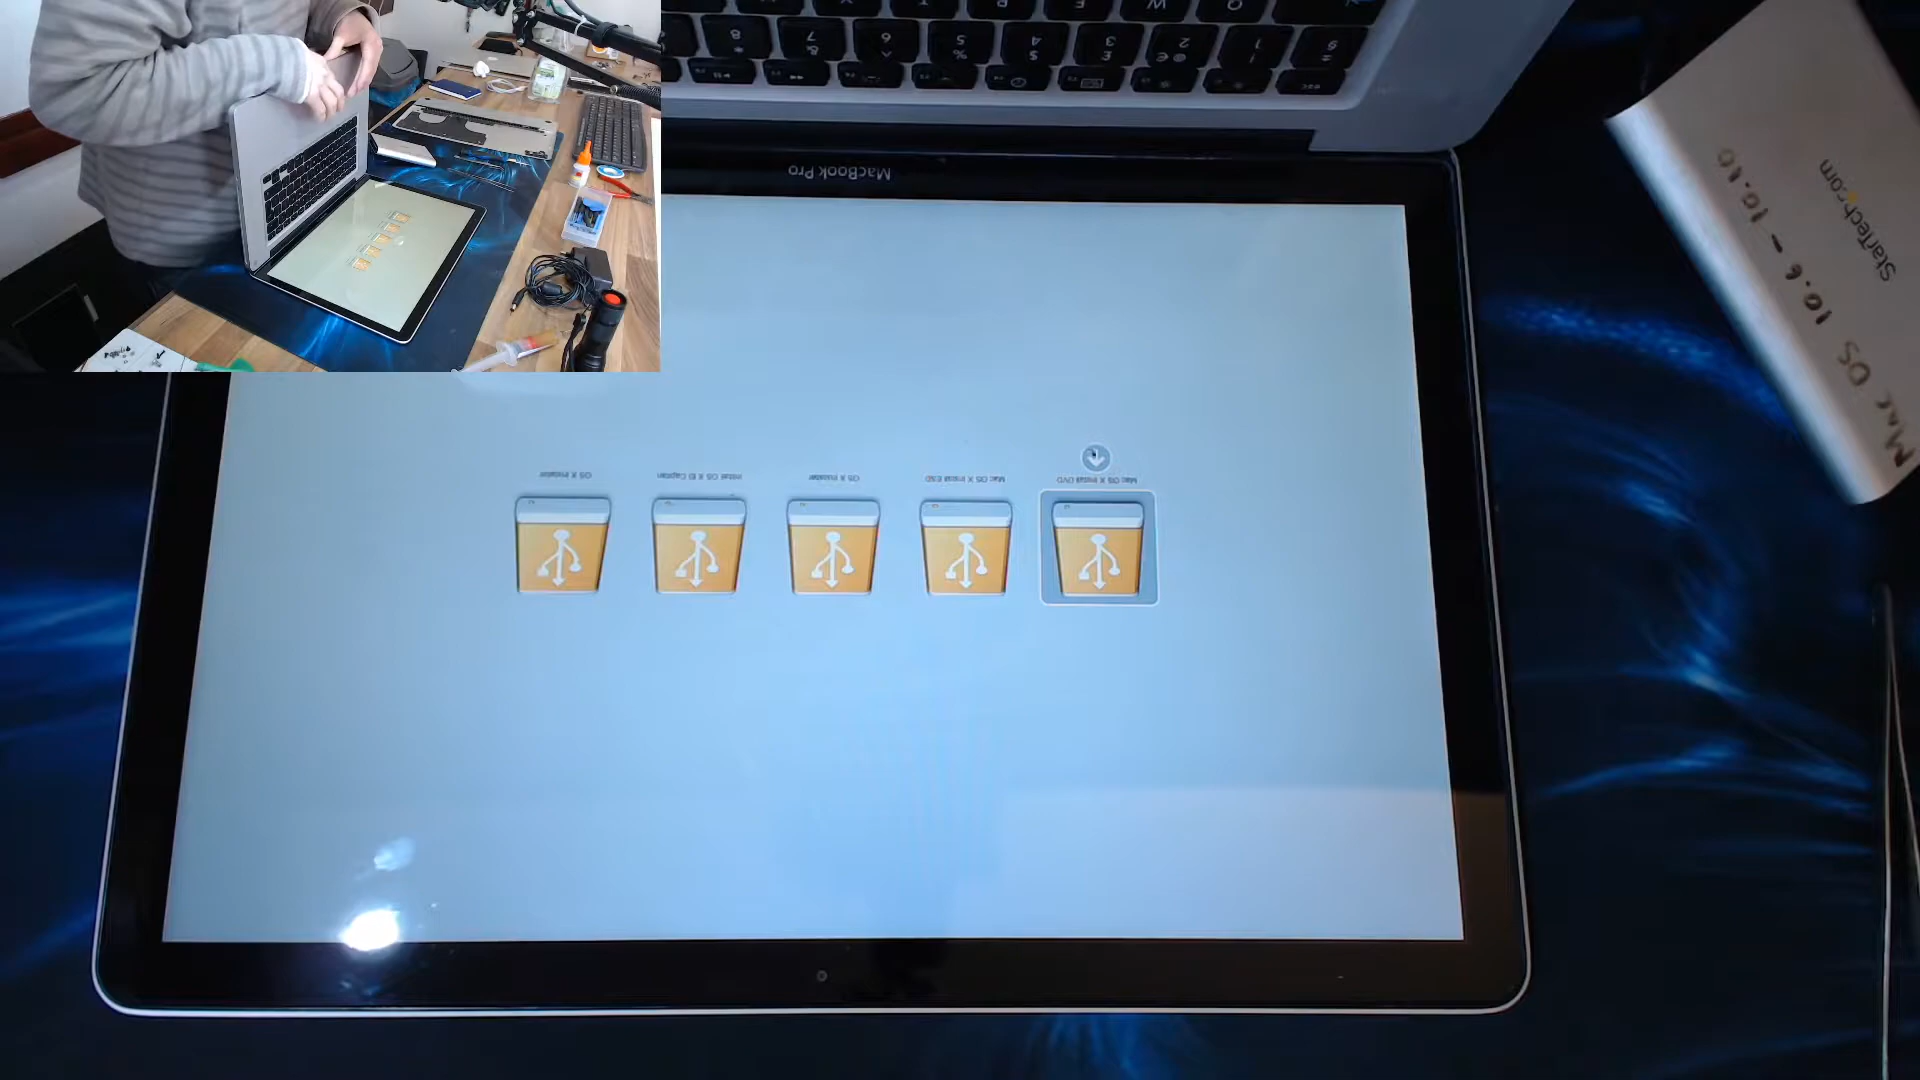 MacBook Pro
Mac OS X Install DVD
Mac OS X Install ESD
OS X Installer
Install OS X El Capitan
OS X Installer
StarTech.com
Mac OS 10.6 - 10.10